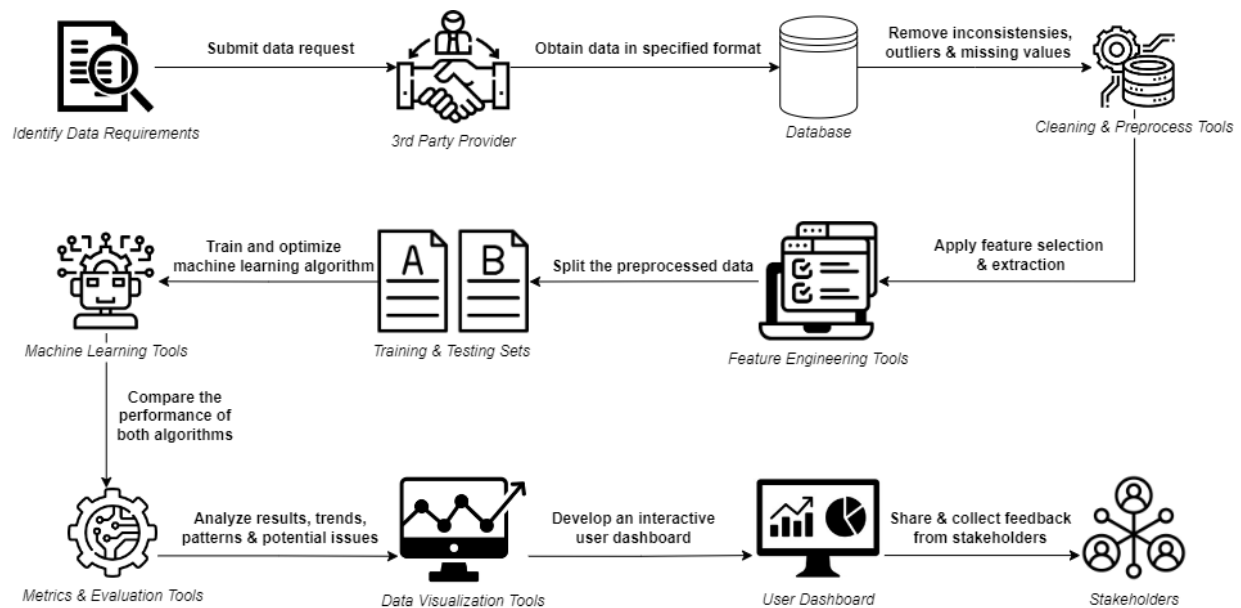 Submit data request
Obtain data in specified format
Remove inconsistensies,
outliers & missing values
Identify Data Requirements
3rd Party Provider
Database
Cleaning & Preprocess Tools
Train and optimize
machine learning algorithm
A
B
Split the preprocessed data
Apply feature selection
& extraction
Machine Learning Tools
Training & Testing Sets
Feature Engineering Tools
Compare the
performance of
both algorithms
Analyze results, trends,
patterns & potential issues
Develop an interactive
user dashboard
Share & collect feedback
from stakeholders
Metrics & Evaluation Tools
Data Visualization Tools
User Dashboard
Stakeholders